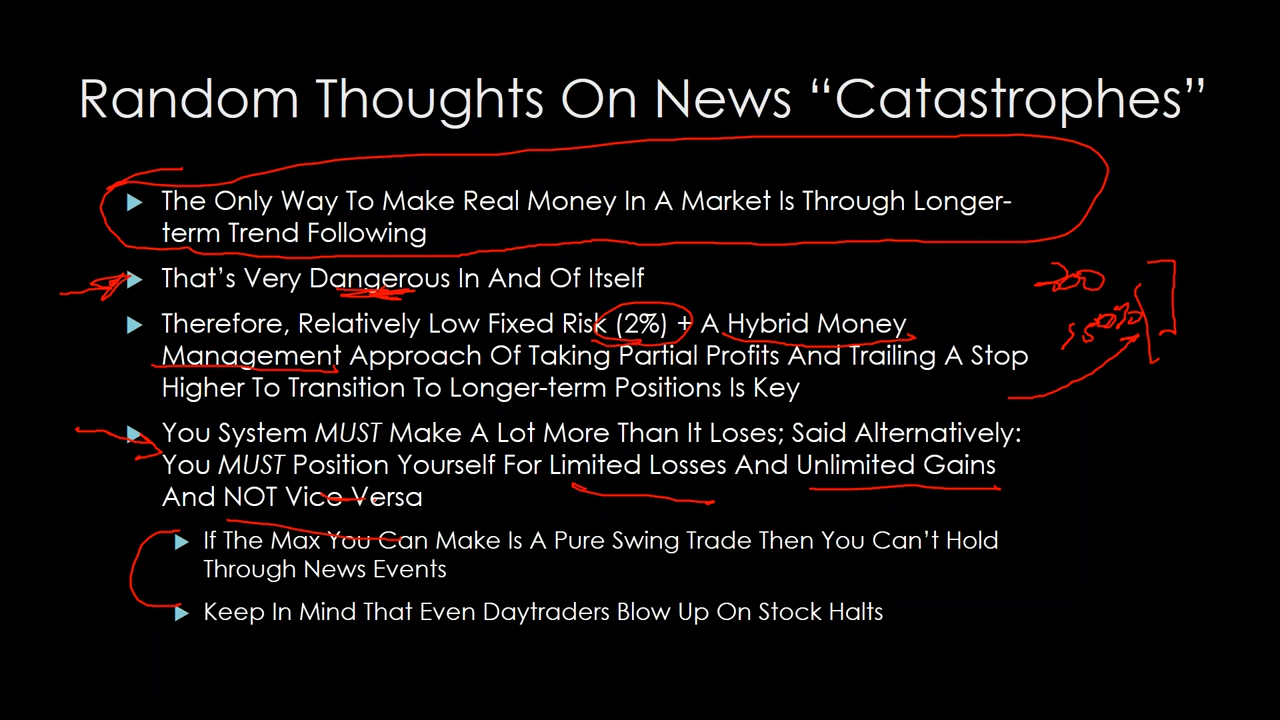 Random Thoughts On News “Catastrophes”
The Only Way To Make Real Money In A Market Is Through Longer-
term Trend Following
That’s Very Dangerous In And Of Itself
Therefore, Relatively Low Fixed Risk (2%) + A Hybrid Money
Management Approach Of Taking Partial Profits And Trailing A Stop
Higher To Transition To Longer-term Positions Is Key
You System MUST Make A Lot More Than It Loses; Said Alternatively:
You MUST Position Yourself For Limited Losses And Unlimited Gains
And NOT Vice Versa
If The Max You Can Make Is A Pure Swing Trade Then You Can’t Hold
Through News Events
Keep In Mind That Even Daytraders Blow Up On Stock Halts